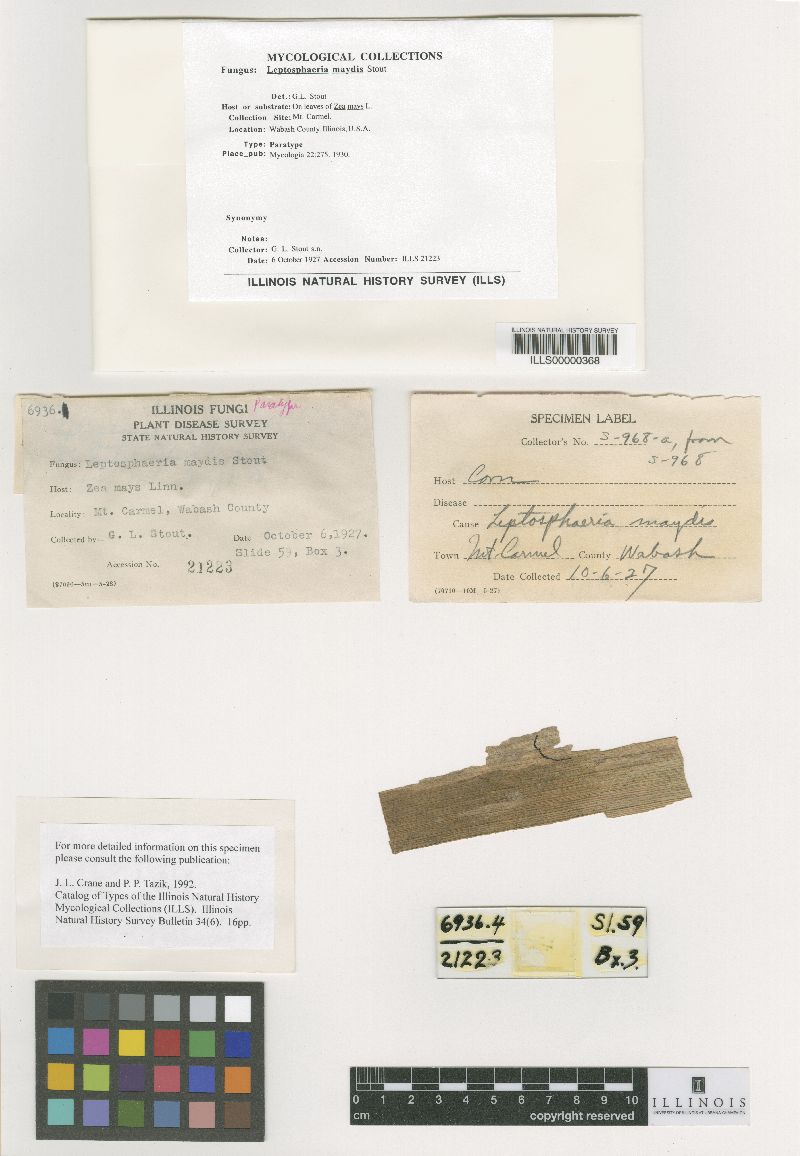 MYCOLOGICAL COLLECTIONS
Fungus: Leptosphaeria maydis Stout
Det.: G.L. Stout
Host or substrate: On leaves of Zea mays L.
Collection Site: Mt. Carmel.
Location: Wabash County, Illinois, U.S.A.
Type: Paratype
Place_pub: Mycologia 22:275. 1930.
Synonymy
Notes:
Collector: G. L. Stout s.n.
Date: 6 October 1927 Accession Number: ILLS 21223
ILLINOIS NATURAL HISTORY SURVEY (ILLS)
ILLINOIS NATURAL HISTORY SURVEY
ILLS00000368
6936.4
ILLINOIS FUNGI Paratype
PLANT DISEASE SURVEY
STATE NATURAL HISTORY SURVEY
Fungus: Leptosphaeria maydis Stout
Host: Zea mays Linn.
Locality: Mt. Carmel, Wabash County
Collected by G. L. Stout. Date October 6,1927.
Slide 59, Box 3.
Accession No. 21223
SPECIMEN LABEL
Collector's No. S-968-a, from
S-968
Host Corn
Disease
Cause Leptosphaeria maydis
Town Mt Carmel County Wabash
Date Collected 10-6-27
For more detailed information on this specimen
please consult the following publication:
J. L. Crane and P. P. Tazik, 1992.
Catalog of Types of the Illinois Natural History
Mycological Collections (ILLS). Illinois
Natural History Survey Bulletin 34(6). 16pp.
6936.4 Sl.59
21223 Bx.3.
0 1 2 3 4 5 6 7 8 9 10
cm copyright reserved
I
ILLINOIS
UNIVERSITY OF ILLINOIS AT URBANA-CHAMPAIGN